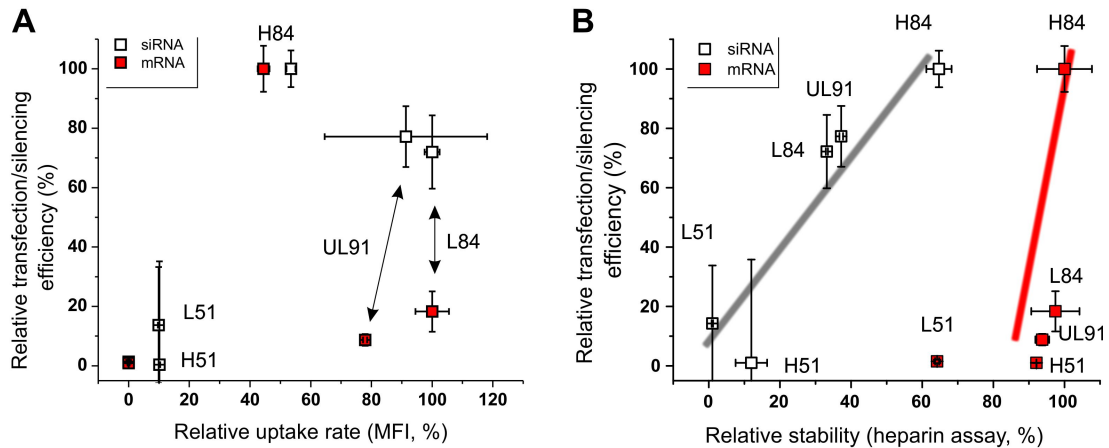 A
H84
siRNA
mRNA
Relative transfection/silencing
efficiency (%)
100
80
60
40
20
0
UL91
L84
L51
H51
0 20 40 60 80 100 120
Relative uptake rate (MFI, %)
B
H84 H84
siRNA
mRNA
Relative transfection/silencing
efficiency (%)
100
80
60
40
20
0
UL91
L84
L51
H51
L51
L84
UL91
H51
0 20 40 60 80 100
Relative stability (heparin assay, %)